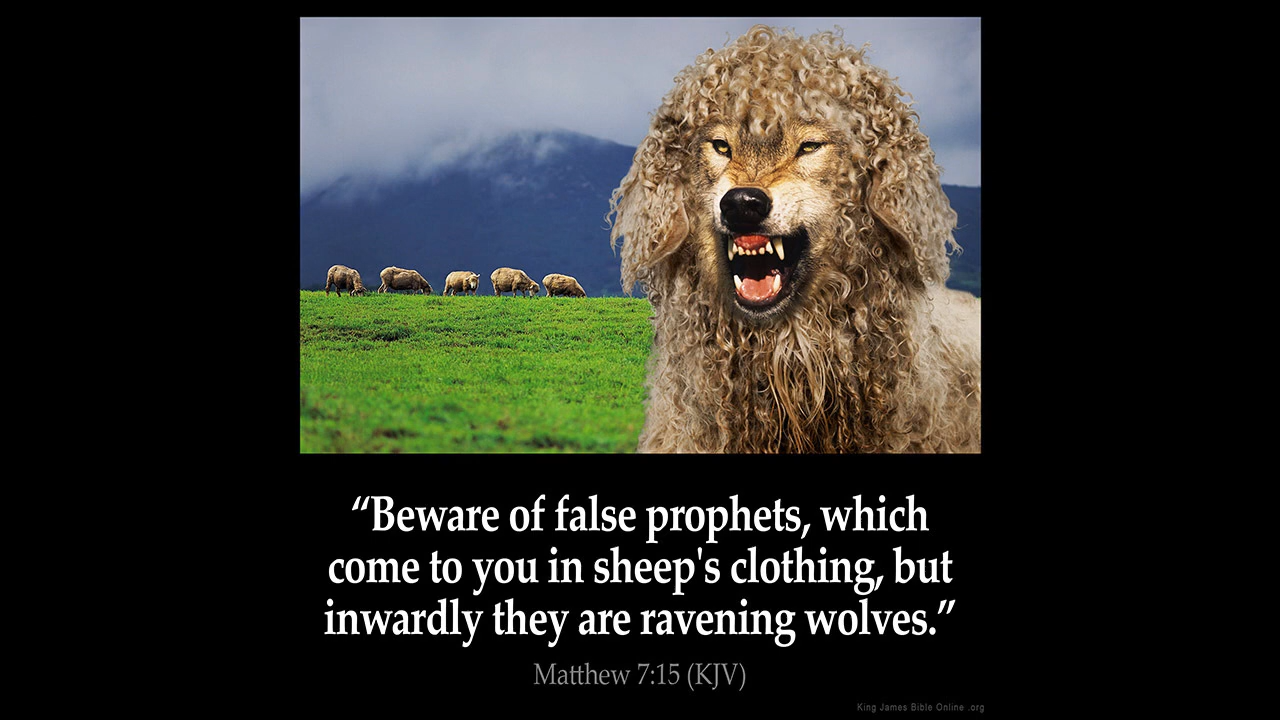 “Beware of false prophets, which
come to you in sheep's clothing, but
inwardly they are ravening wolves.”
Matthew 7:15 (KJV)
King James Bible Online .org